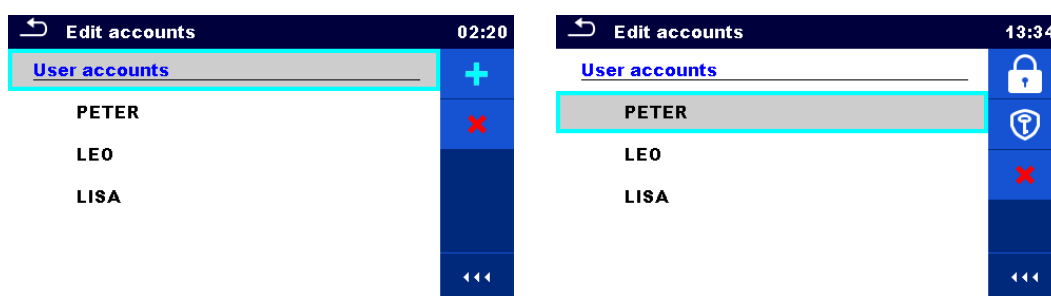 Edit accounts 02:20
User accounts
PETER
LEO
LISA
Edit accounts 13:34
User accounts
PETER
LEO
LISA